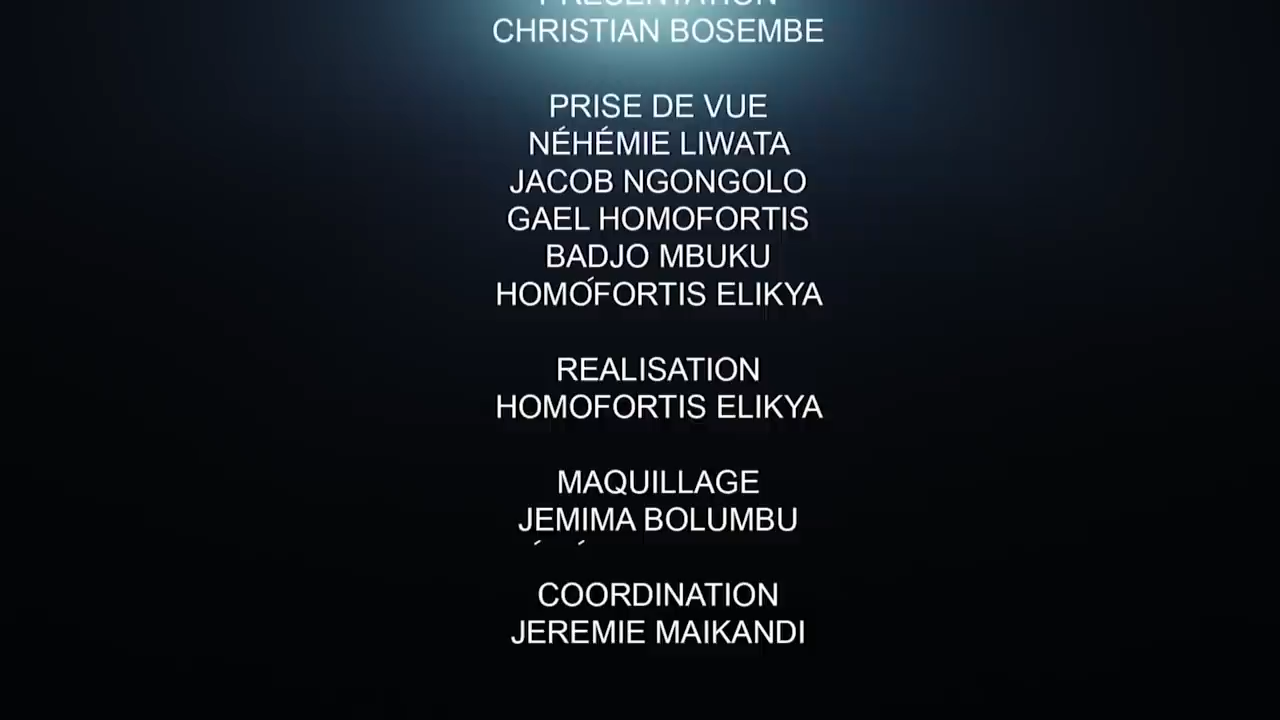 PRESENTATION
CHRISTIAN BOSEMBE
PRISE DE VUE
NÉHÉMIE LIWATA
JACOB NGONGOLO
GAEL HOMOFORTIS
BADJO MBUKU
HOMOFORTIS ELIKYA
REALISATION
HOMOFORTIS ELIKYA
MAQUILLAGE
JEMIMA BOLUMBU
COORDINATION
JEREMIE MAIKANDI